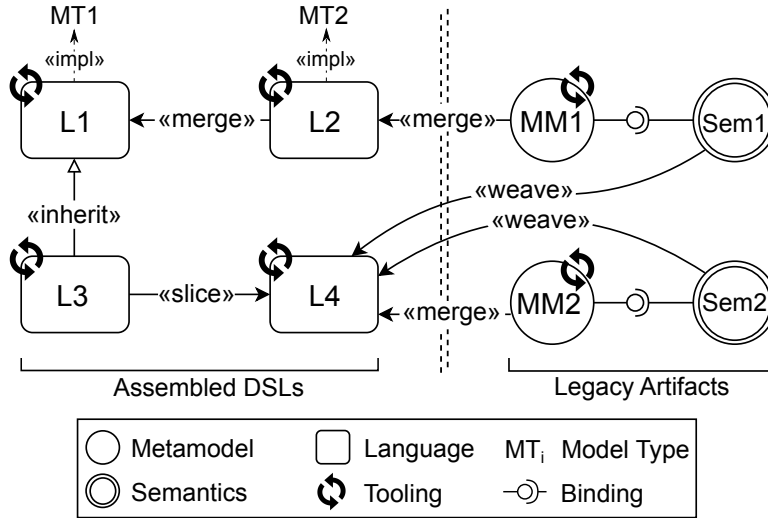 MT1 MT2
«impl» «impl»
L1 «merge» L2 «merge» MM1 Sem1
«weave»
«inherit» «weave»
L3 «slice» L4 «merge» MM2 Sem2
Assembled DSLs Legacy Artifacts
Metamodel Language MTi Model Type
Semantics Tooling Binding